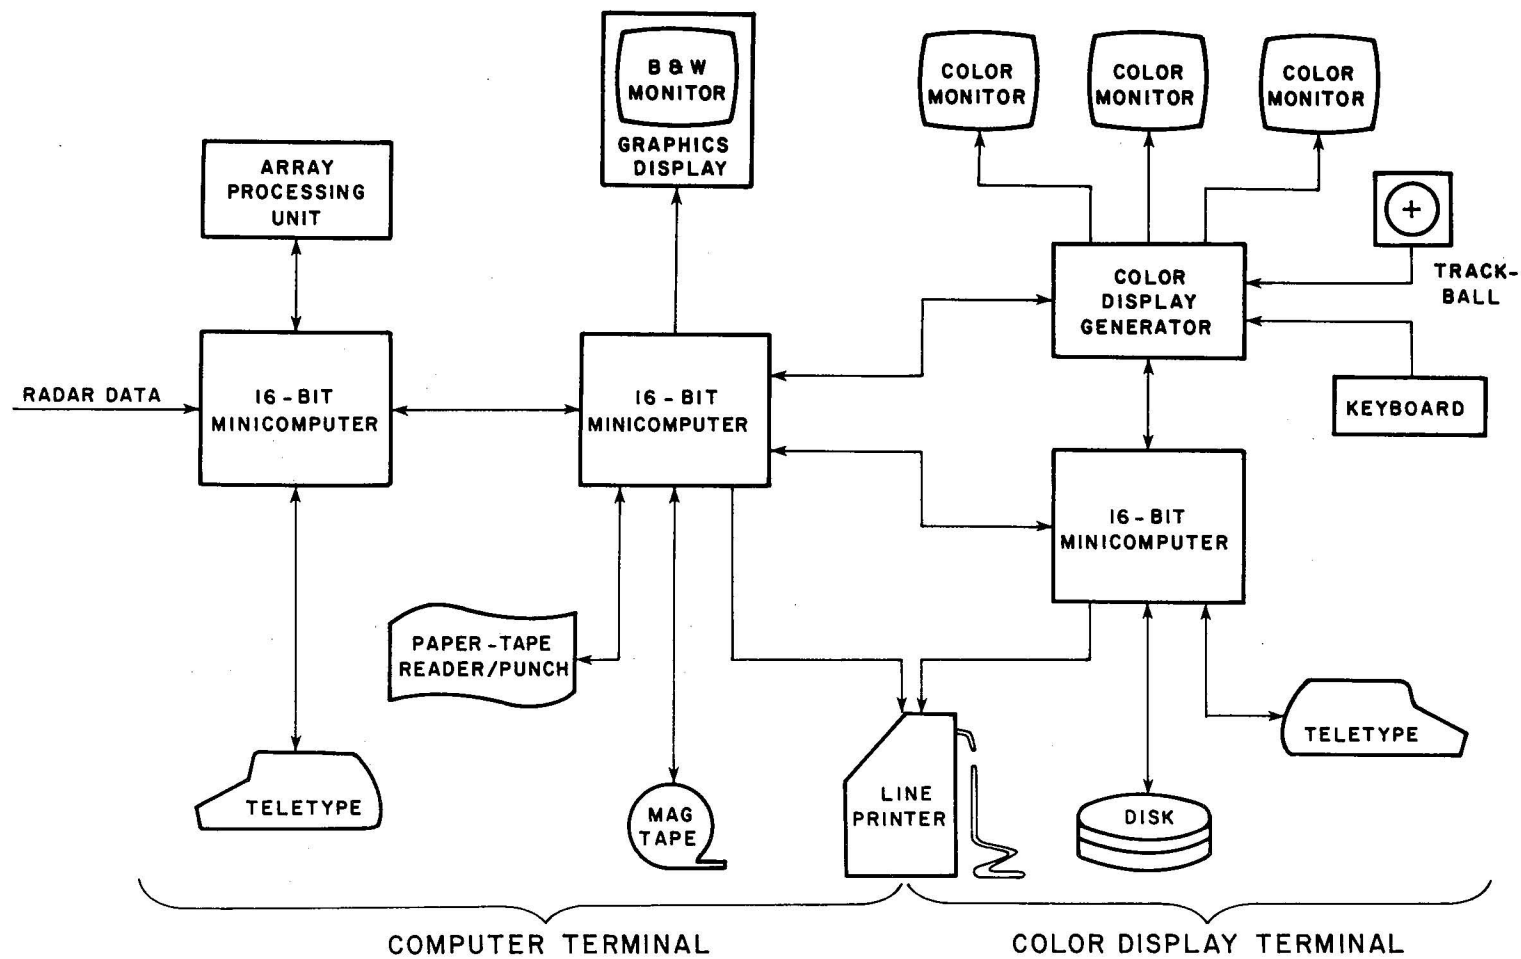 B & W
MONITOR
GRAPHICS
DISPLAY
COLOR
MONITOR
COLOR
MONITOR
COLOR
MONITOR
ARRAY
PROCESSING
UNIT
TRACK-
BALL
COLOR
DISPLAY
GENERATOR
RADAR DATA
16-BIT
MINICOMPUTER
16-BIT
MINICOMPUTER
KEYBOARD
16-BIT
MINICOMPUTER
PAPER-TAPE
READER/PUNCH
TELETYPE
TELETYPE
MAG
TAPE
LINE
PRINTER
DISK
COMPUTER TERMINAL
COLOR DISPLAY TERMINAL